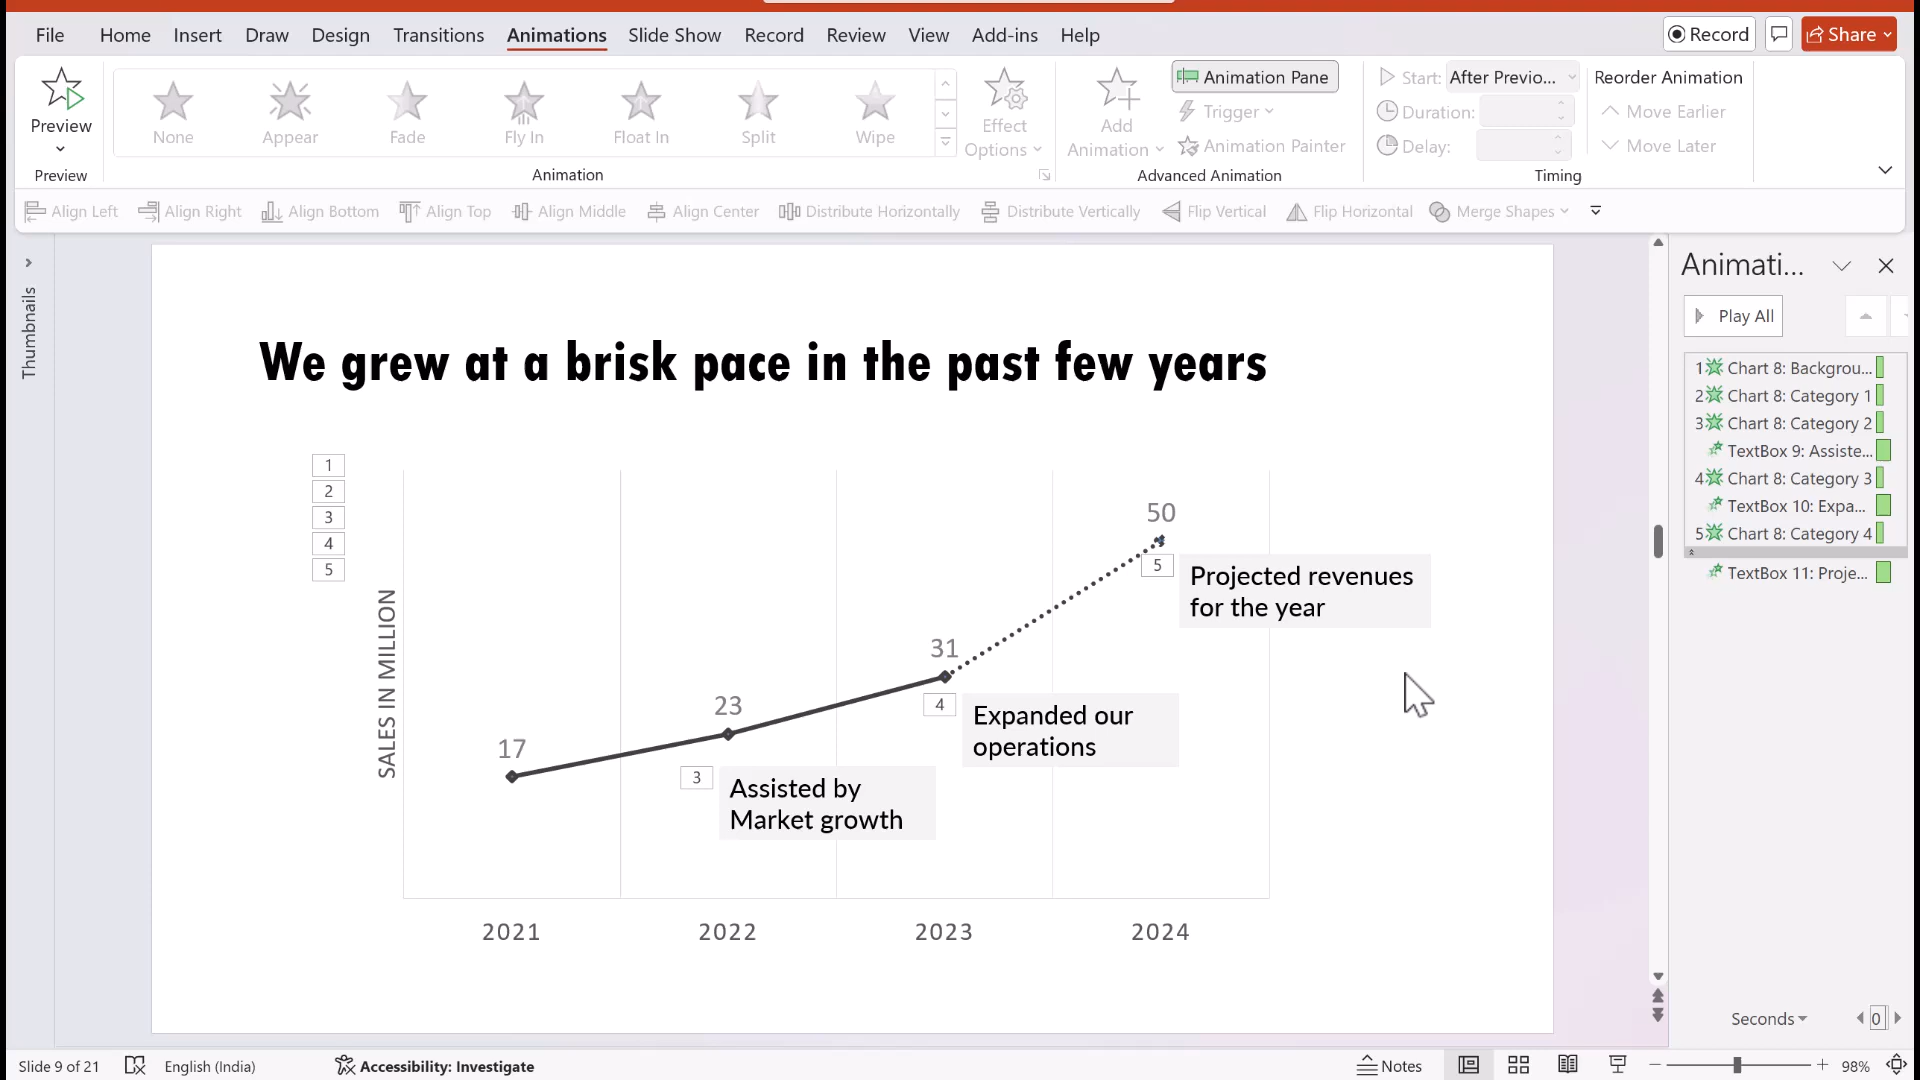 File Home Insert Draw Design Transitions Animations Slide Show Record Review View Add-ins Help Record Share
Preview
Preview
None Appear Fade Fly In Float In Split Wipe
Animation
Effect
Options
Add
Animation
Animation Pane
Trigger
Animation Painter
Advanced Animation
Start: After Previo...
Duration:
Delay:
Timing
Reorder Animation
Move Earlier
Move Later
Align Left Align Right Align Bottom Align Top Align Middle Align Center Distribute Horizontally Distribute Vertically Flip Vertical Flip Horizontal Merge Shapes
Thumbnails
We grew at a brisk pace in the past few years
1
2
3
4
5
SALES IN MILLION
50
5
Projected revenues
for the year
31
4
Expanded our
operations
23
17
3
Assisted by
Market growth
2021 2022 2023 2024
Animati...
Play All
1 Chart 8: Backgrou...
2 Chart 8: Category 1
3 Chart 8: Category 2
TextBox 9: Assiste...
4 Chart 8: Category 3
TextBox 10: Expa...
5 Chart 8: Category 4
TextBox 11: Proje...
Seconds 0
Slide 9 of 21 English (India) Accessibility: Investigate Notes 98%